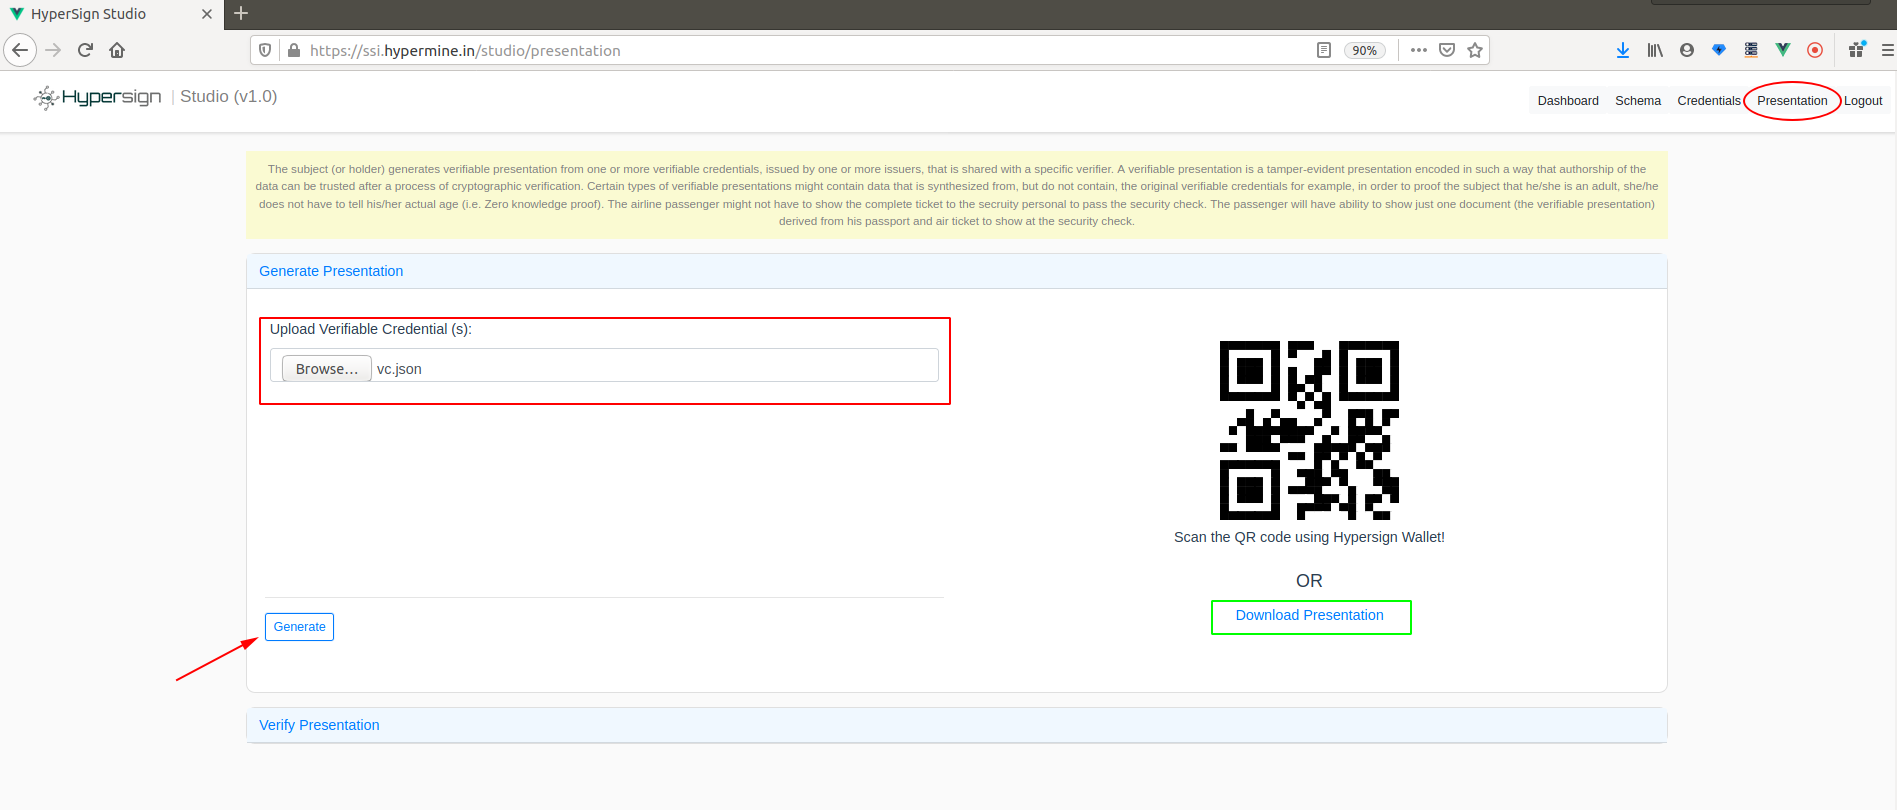 HyperSign Studio
https://ssi.hypermine.in/studio/presentation
90%
Hypersign | Studio (v1.0)
Dashboard Schema Credentials Presentation Logout
The subject (or holder) generates verifiable presentation from one or more verifiable credentials, issued by one or more issuers, that is shared with a specific verifier. A verifiable presentation is a tamper-evident presentation encoded in such a way that authorship of the
data can be trusted after a process of cryptographic verification. Certain types of verifiable presentations might contain data that is synthesized from, but do not contain, the original verifiable credentials for example, in order to proof the subject that he/she is an adult, she/he
does not have to tell his/her actual age (i.e. Zero knowledge proof). The airline passenger might not have to show the complete ticket to the secruity personal to pass the security check. The passenger will have ability to show just one document (the verifiable presentation)
derived from his passport and air ticket to show at the security check.
Generate Presentation
Upload Verifiable Credential (s):
Browse... vc.json
Scan the QR code using Hypersign Wallet!
OR
Download Presentation
Generate
Verify Presentation